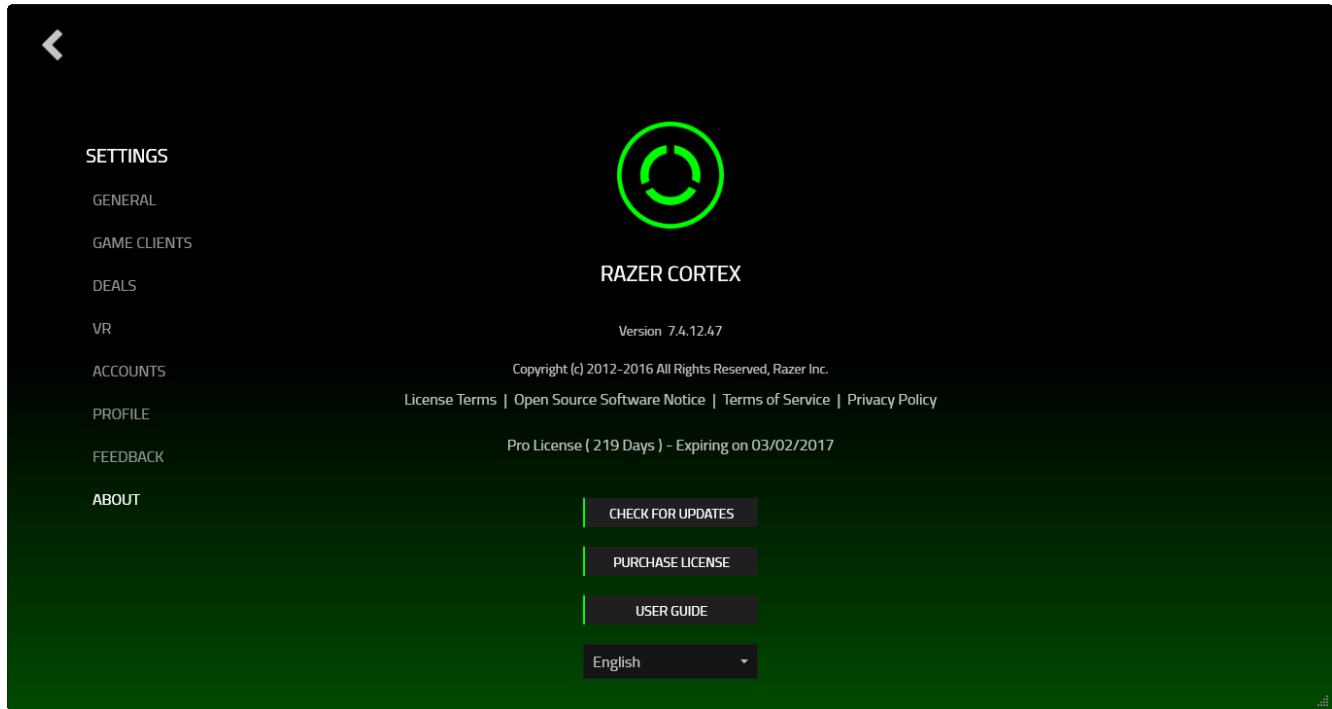 SETTINGS
GENERAL
GAME CLIENTS
DEALS
VR
ACCOUNTS
PROFILE
FEEDBACK
ABOUT
RAZER CORTEX
Version 7.4.12.47
Copyright (c) 2012-2016 All Rights Reserved, Razer Inc.
License Terms | Open Source Software Notice | Terms of Service | Privacy Policy
Pro License ( 219 Days ) - Expiring on 03/02/2017
CHECK FOR UPDATES
PURCHASE LICENSE
USER GUIDE
English